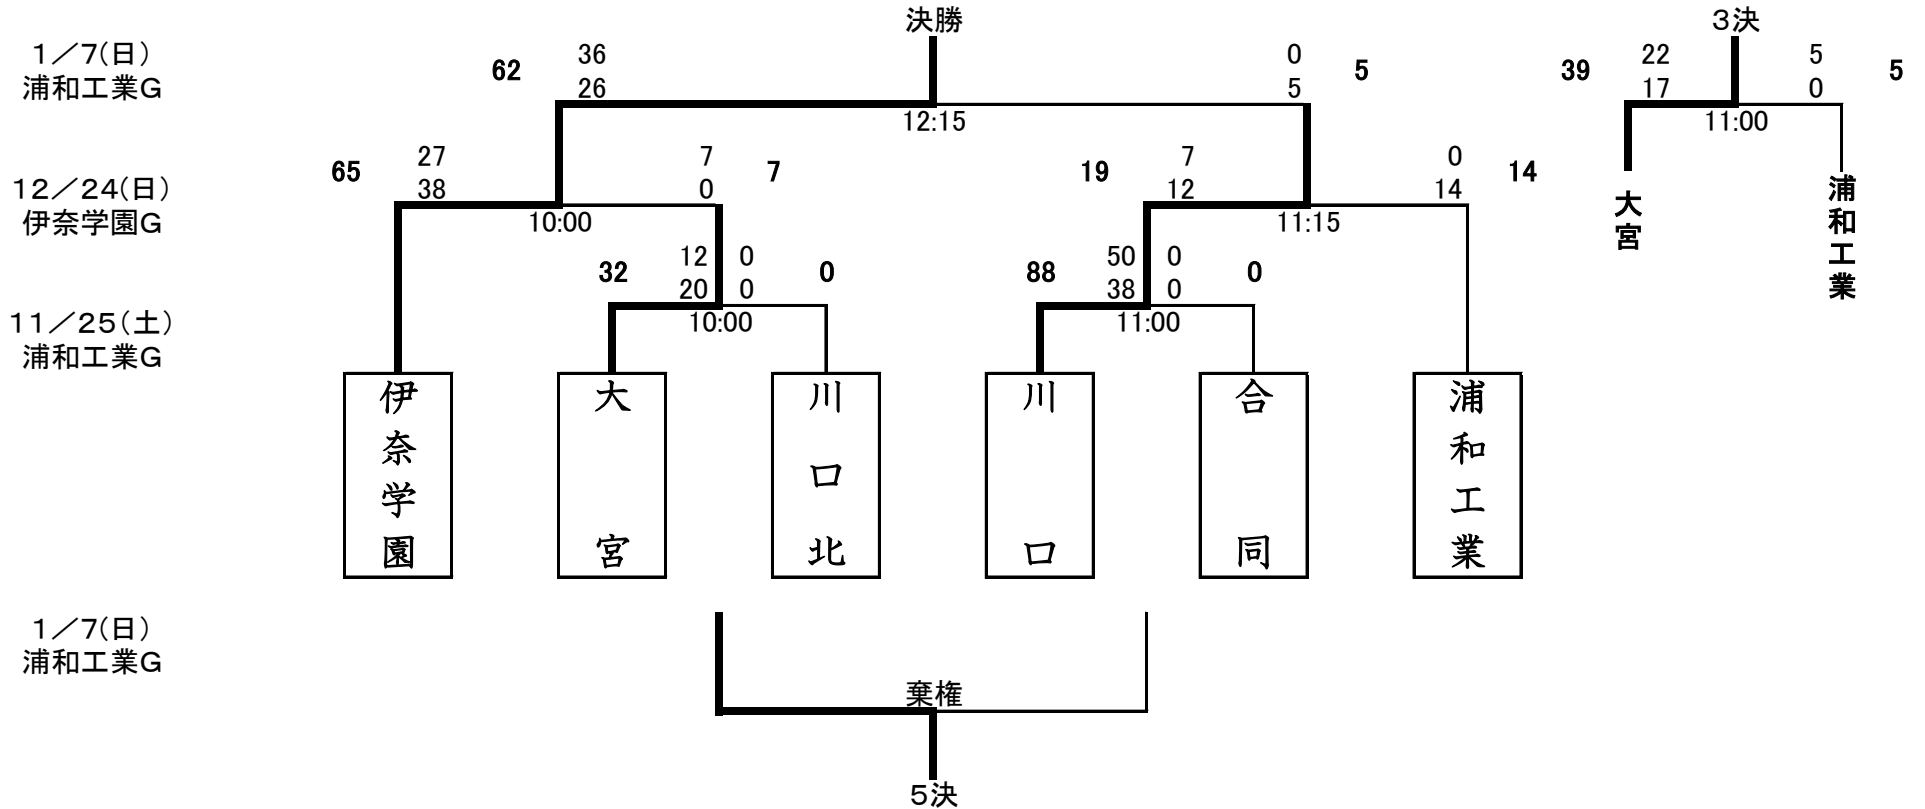 決勝
3決
1／7(日)
浦和工業G
62
36
26
0
5
5
12:15
39
22
17
5
0
5
11:00
大宮
浦和工業
12／24(日)
伊奈学園G
65
27
38
7
0
7
10:00
19
7
12
0
14
14
11:15
11／25(土)
浦和工業G
32
12
20
0
0
0
10:00
88
50
38
0
0
0
11:00
伊奈学園
大宮
川口北
川口
合同
浦和工業
1／7(日)
浦和工業G
棄権
5決